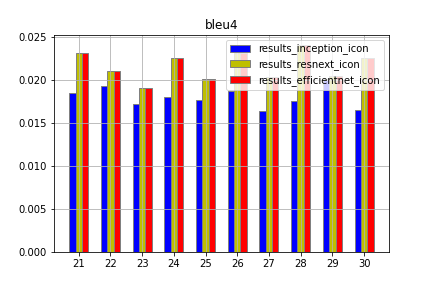 bleu4
0.025
0.020
0.015
0.010
0.005
0.000
results_inception_icon
results_resnext_icon
results_efficientnet_icon
21 22 23 24 25 26 27 28 29 30